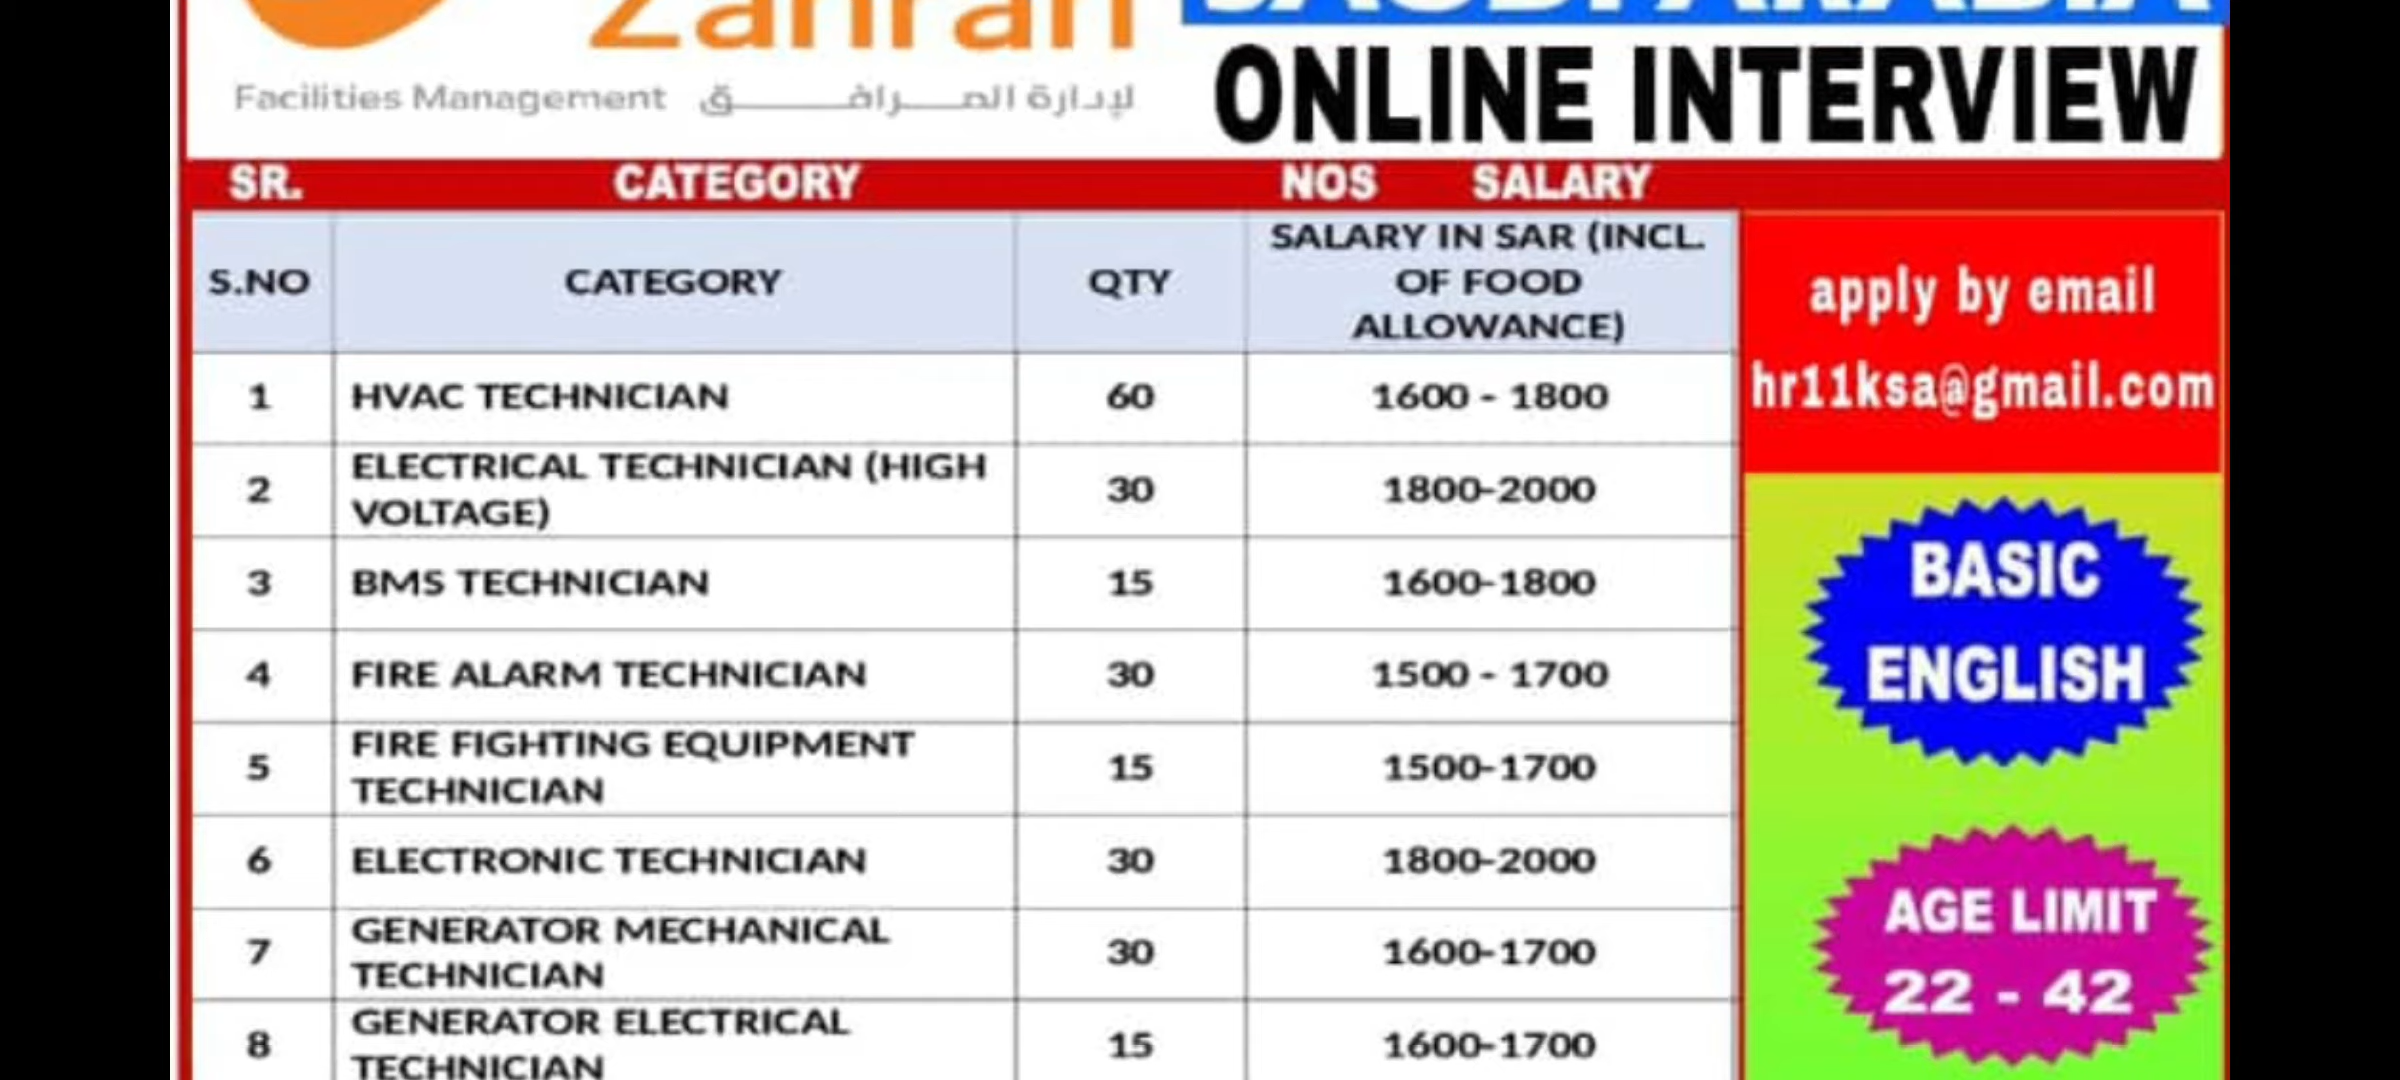 Zahran
SAUDI ARABIA
Facilities Management لإدارة المرافق
ONLINE INTERVIEW
SR. CATEGORY NOS SALARY
S.NO CATEGORY QTY SALARY IN SAR (INCL. OF FOOD ALLOWANCE)
1 HVAC TECHNICIAN 60 1600 - 1800
2 ELECTRICAL TECHNICIAN (HIGH VOLTAGE) 30 1800-2000
3 BMS TECHNICIAN 15 1600-1800
4 FIRE ALARM TECHNICIAN 30 1500 - 1700
5 FIRE FIGHTING EQUIPMENT TECHNICIAN 15 1500-1700
6 ELECTRONIC TECHNICIAN 30 1800-2000
7 GENERATOR MECHANICAL TECHNICIAN 30 1600-1700
8 GENERATOR ELECTRICAL TECHNICIAN 15 1600-1700
apply by email
hr11ksa@gmail.com
BASIC
ENGLISH
AGE LIMIT
22 - 42